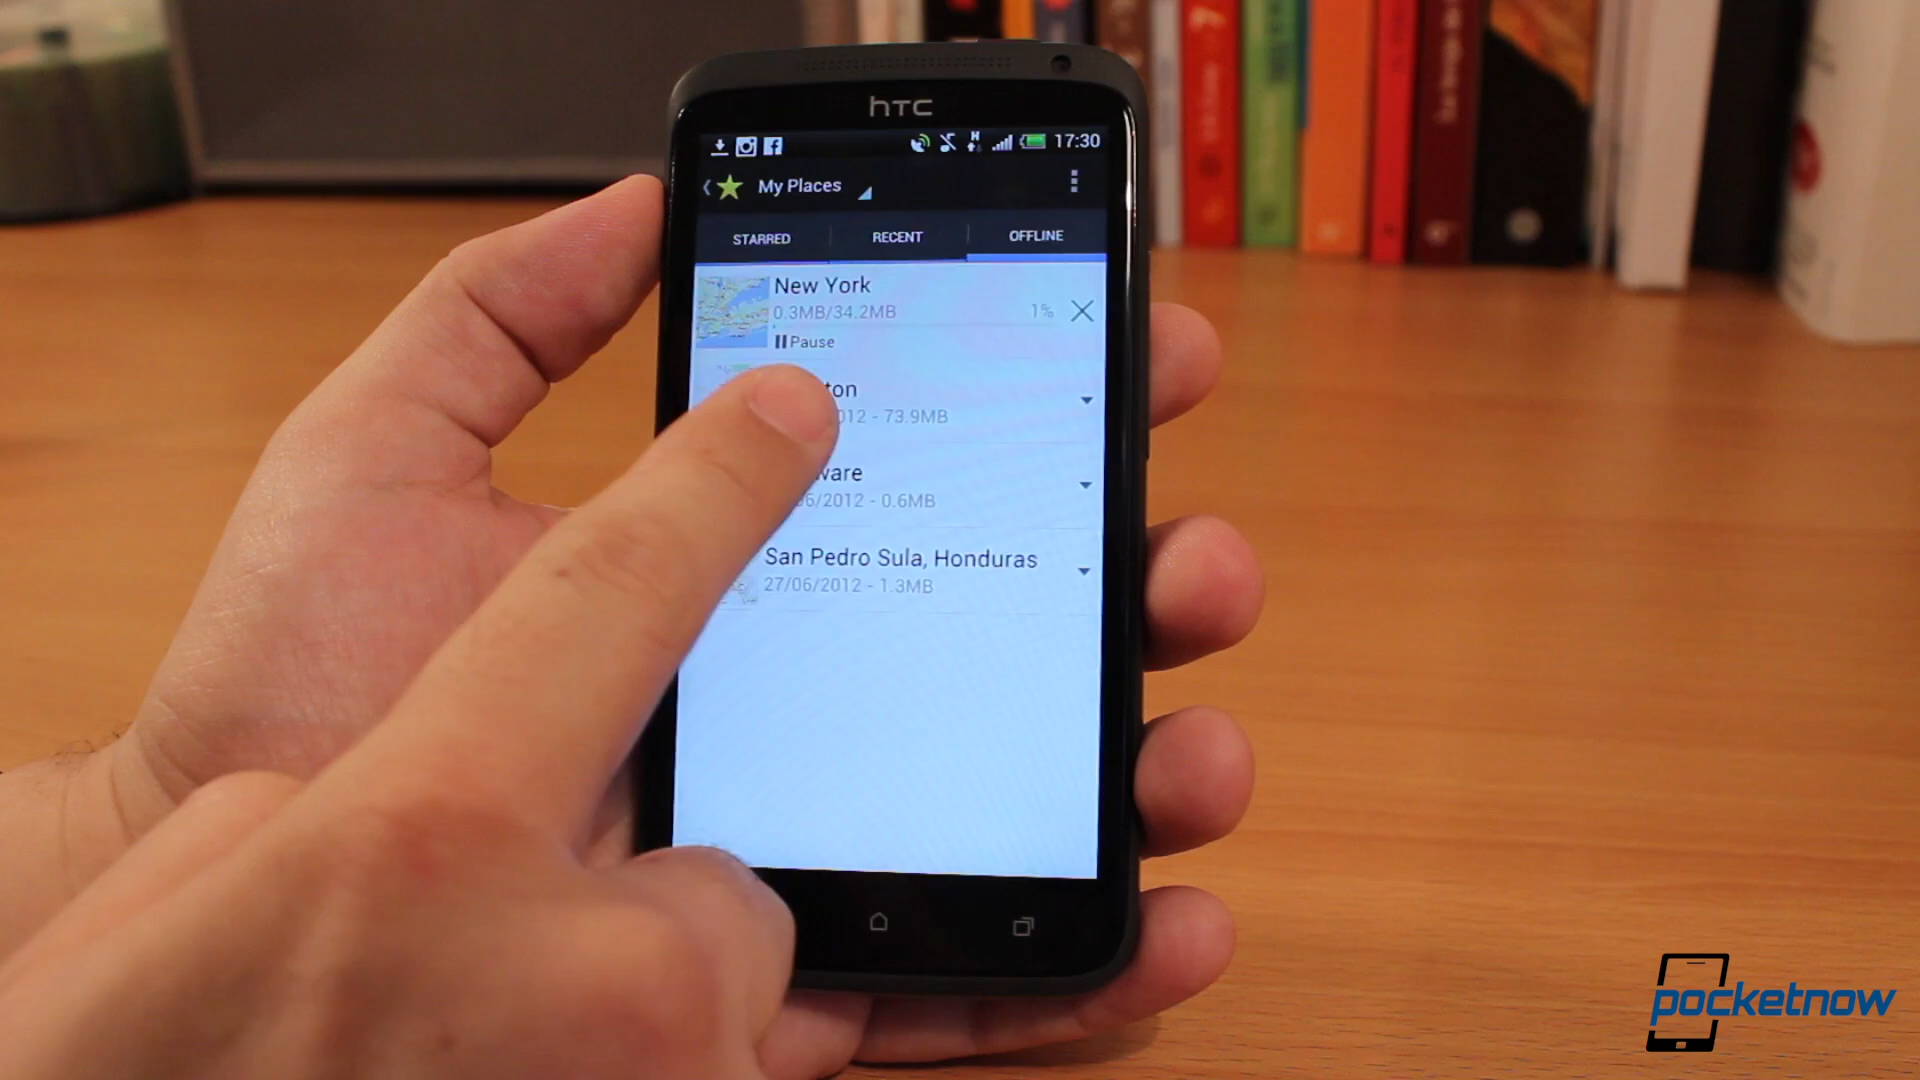 hTC
H
17:30
My Places
STARRED RECENT OFFLINE
New York
0.3MB/34.2MB 1%
Pause
ton
012 - 73.9MB
ware
06/2012 - 0.6MB
San Pedro Sula, Honduras
27/06/2012 - 1.3MB
pocketnow